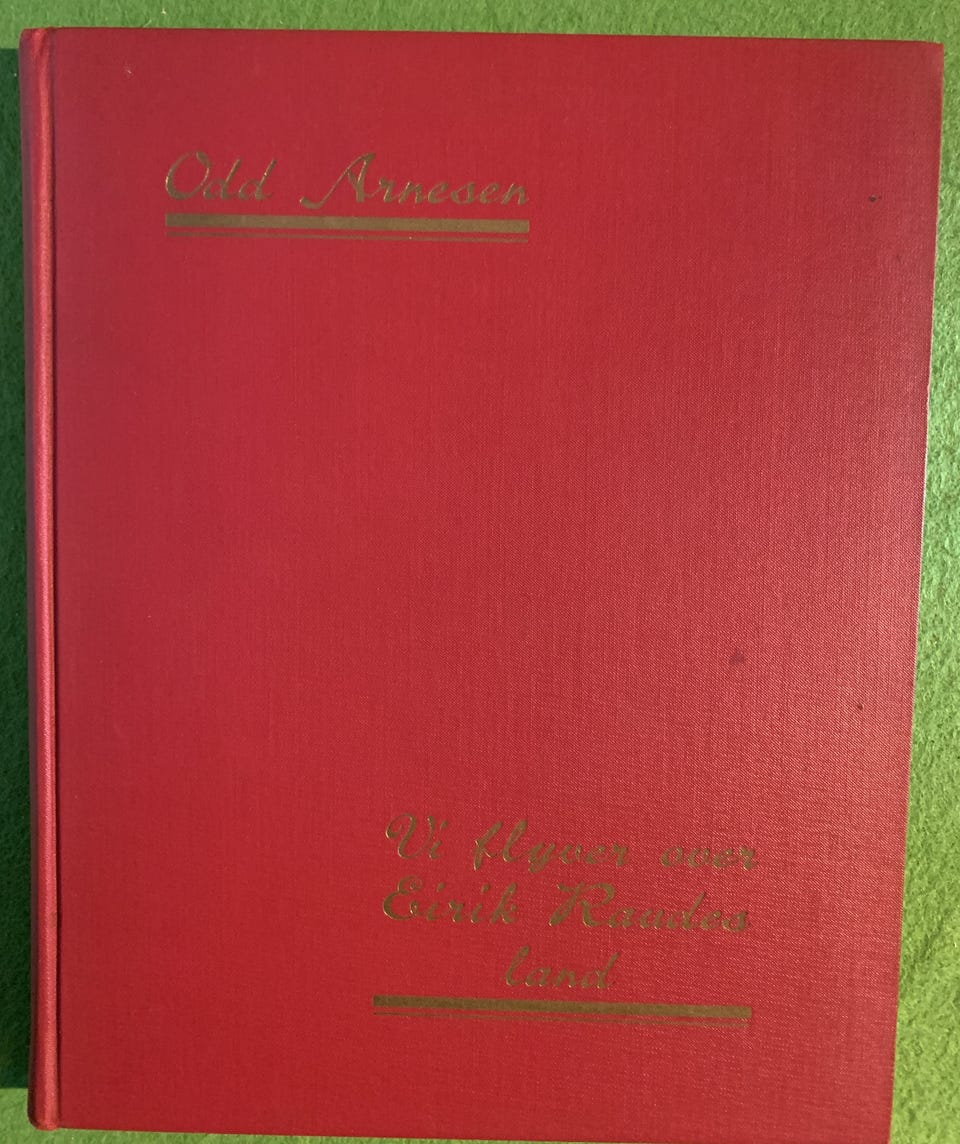 Odd Arnesen
Vi flyver over
Eirik Raudes
land